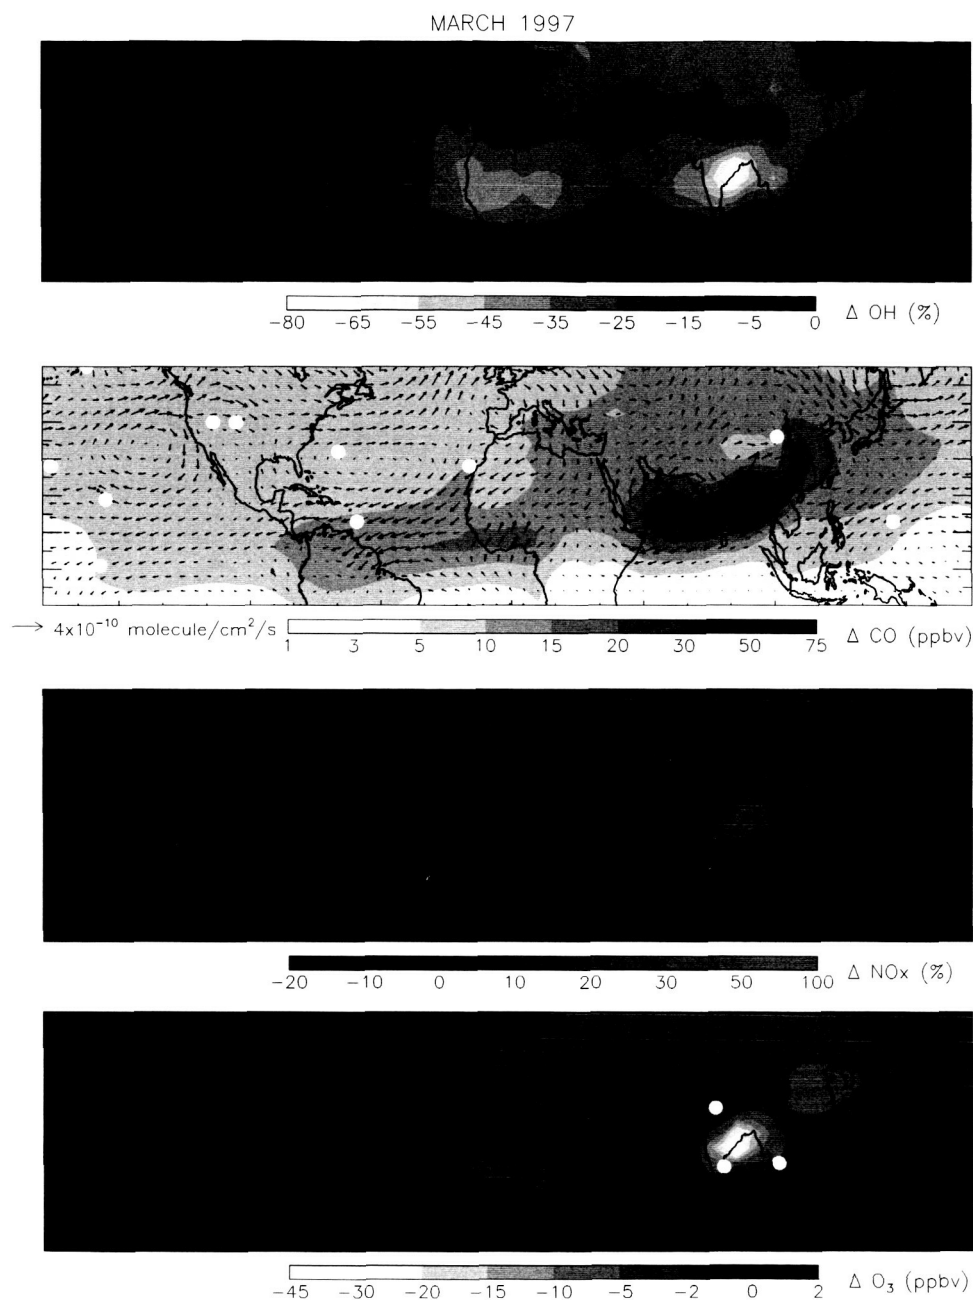 MARCH 1997
-80 -65 -55 -45 -35 -25 -15 -5 0 Δ OH (%)
→ 4x10⁻¹⁰ molecule/cm²/s 1 3 5 10 15 20 30 50 75 Δ CO (ppbv)
-20 -10 0 10 20 30 50 100 Δ NOx (%)
-45 -30 -20 -15 -10 -5 -2 0 2 Δ O₃ (ppbv)